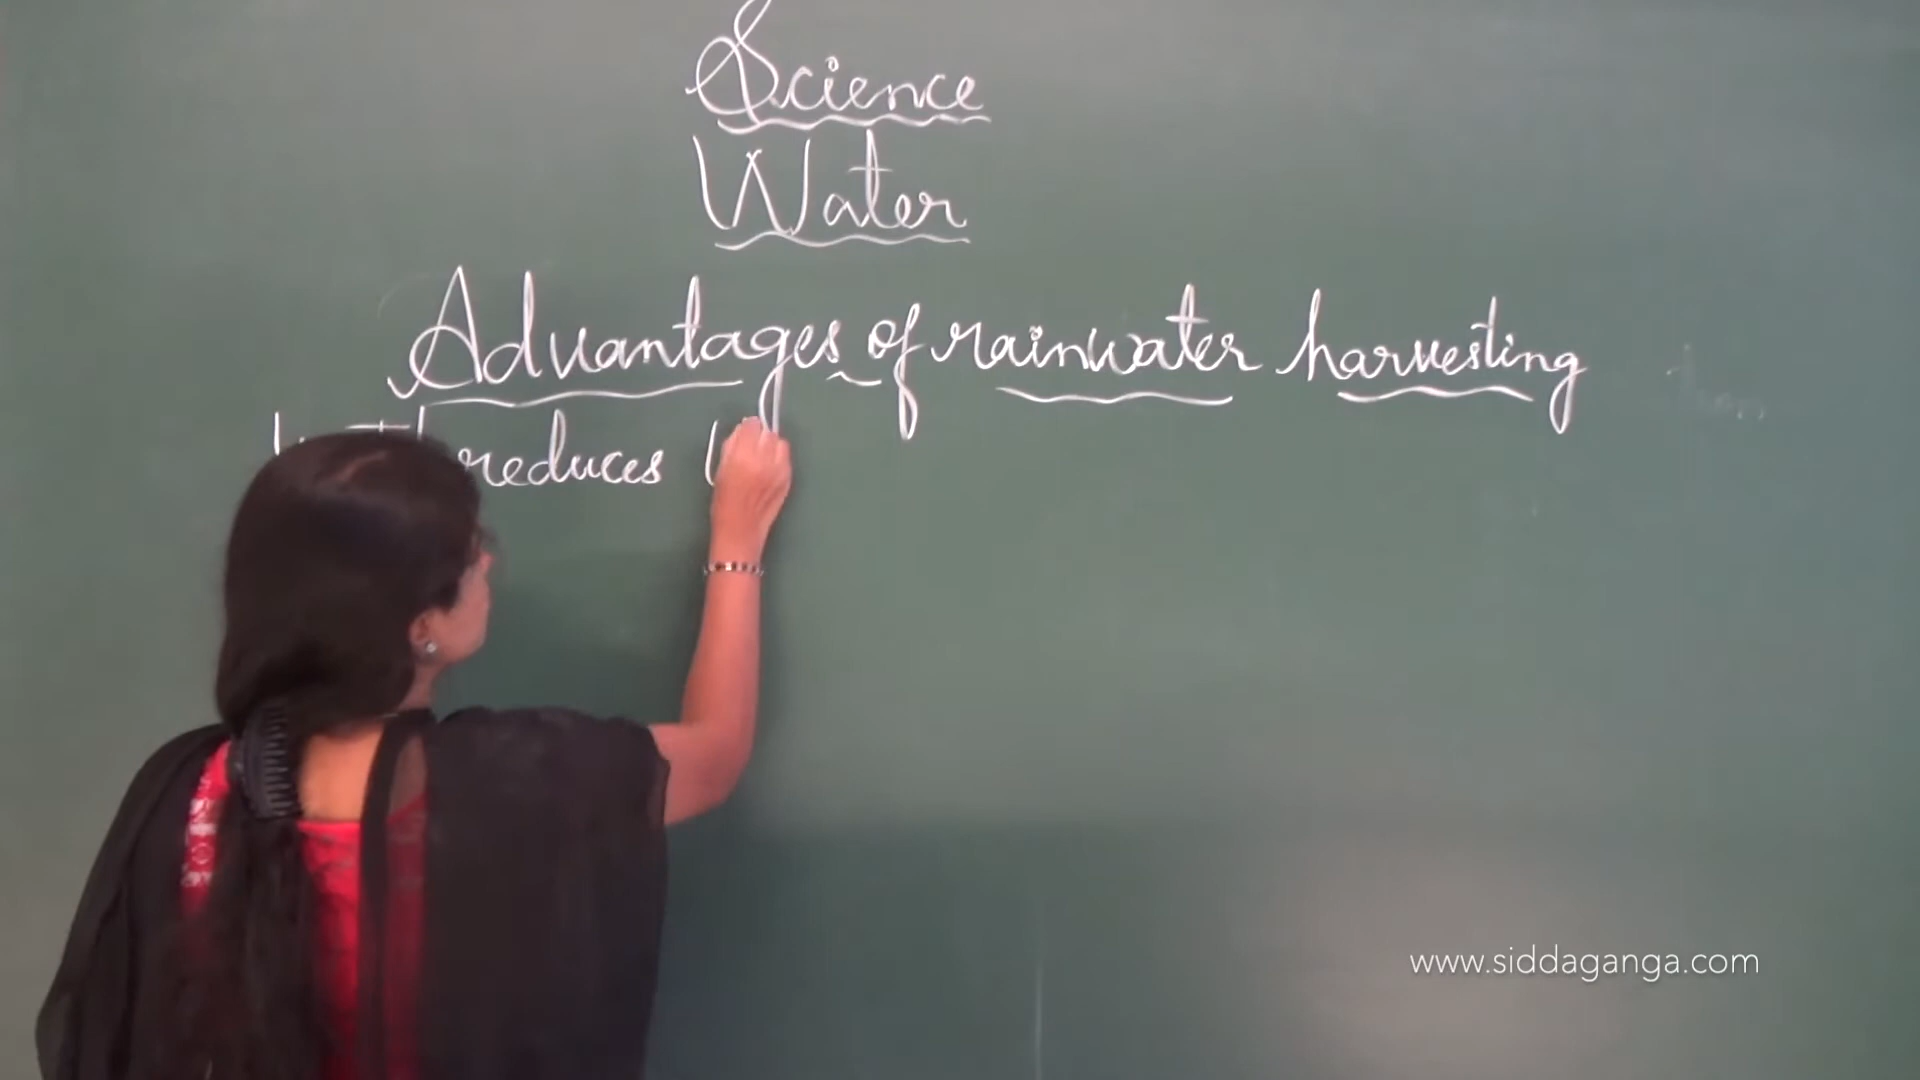 Science
Water
Advantages of rainwater harvesting
reduces
www.siddaganga.com